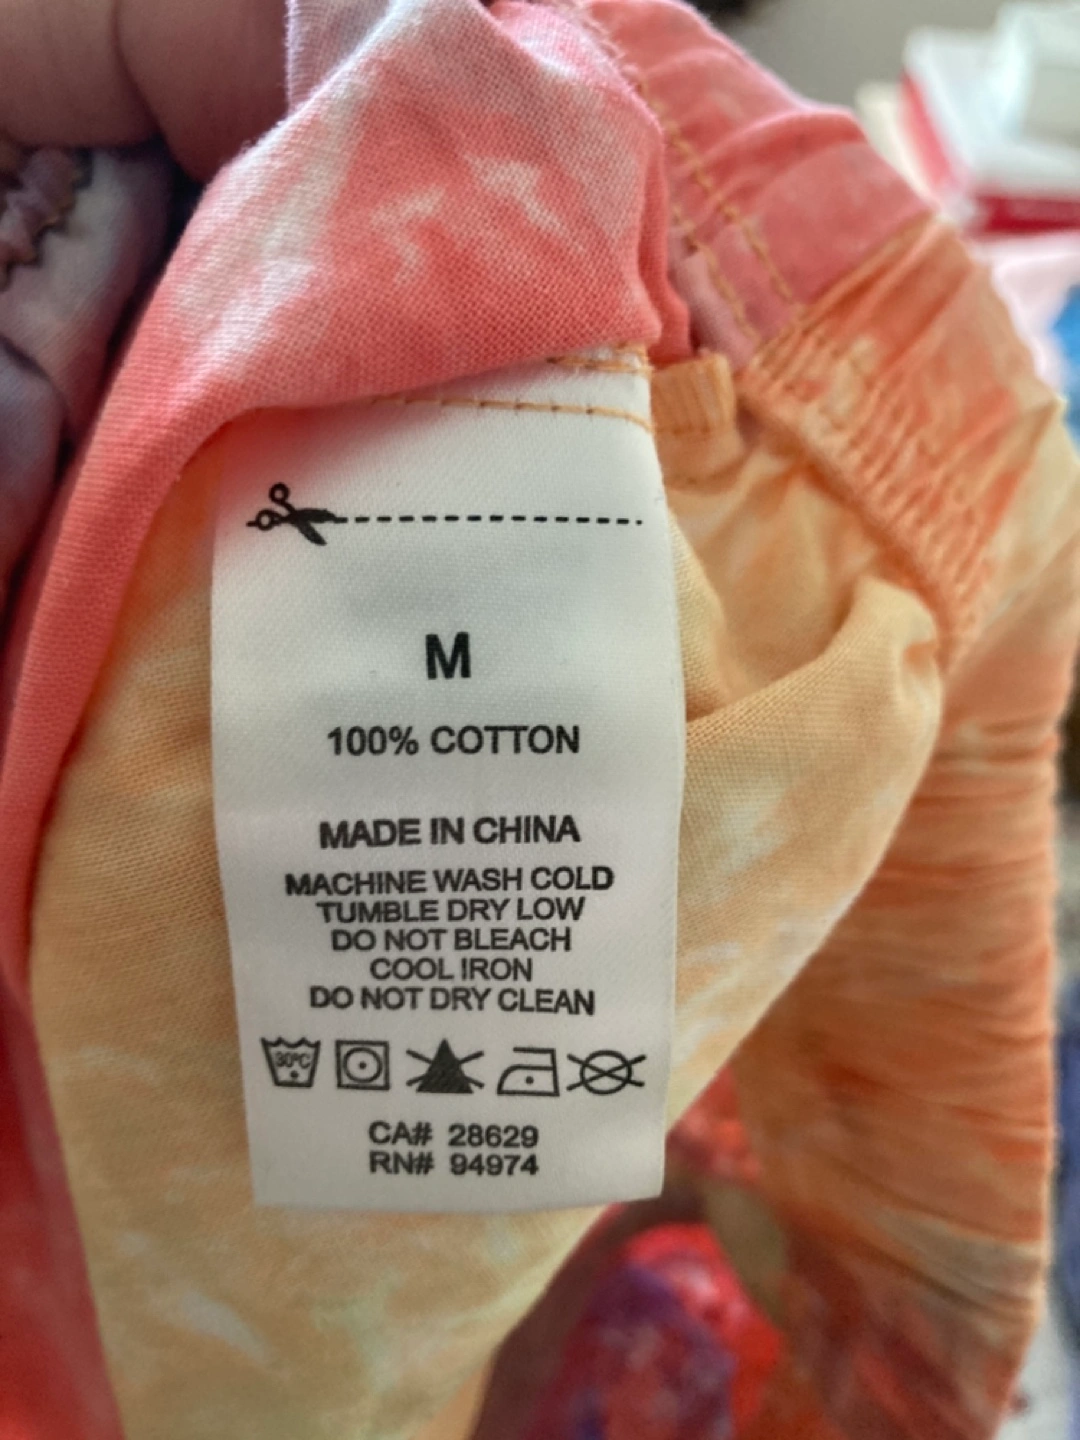 M
100% COTTON
MADE IN CHINA
MACHINE WASH COLD
TUMBLE DRY LOW
DO NOT BLEACH
COOL IRON
DO NOT DRY CLEAN
30°C
CA# 28629
RN# 94974